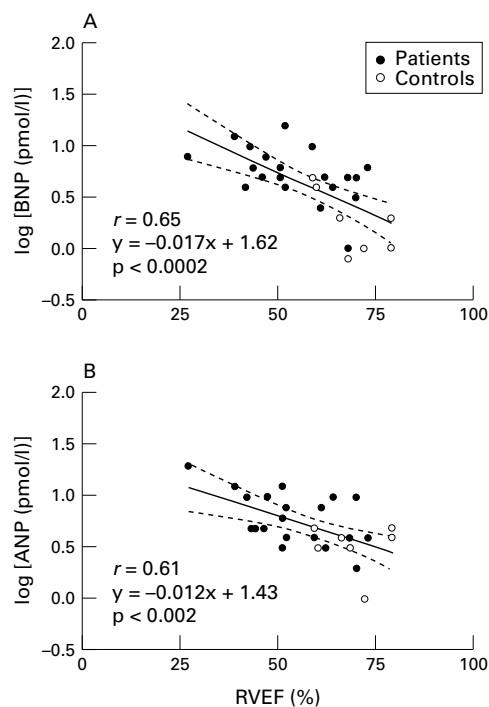 A
2.0
Patients
Controls
1.5
1.0
0.5
0.0
–0.5
log [BNP (pmol/l)]
r = 0.65
y = –0.017x + 1.62
p < 0.0002
0 25 50 75 100
B
2.0
1.5
1.0
0.5
0.0
–0.5
log [ANP (pmol/l)]
r = 0.61
y = –0.012x + 1.43
p < 0.002
0 25 50 75 100
RVEF (%)